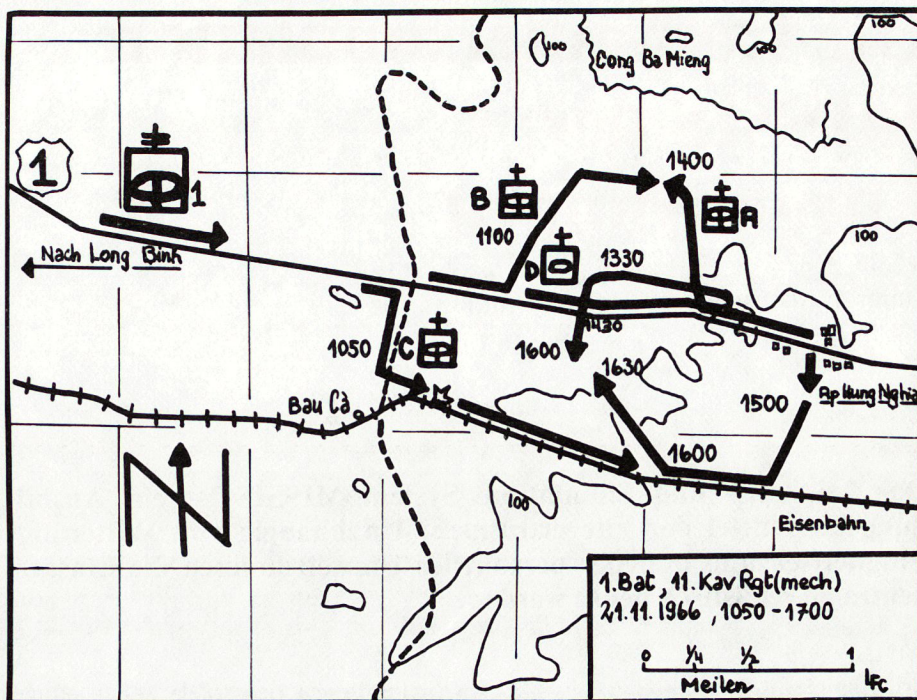 100
100
100
Cong Ba Mieng
1
1
Nach Long Binh
B
1100
1400
A
D
1330
100
1430
1600
1050
C
M
1630
1500
Ap Hung Nghia
Bau Cà
1600
100
Eisenbahn
N
1. Bat, 11. Kav Rgt (mech)
21.11.1966, 1050-1700
0 1/4 1/2 1
Meilen
LFC